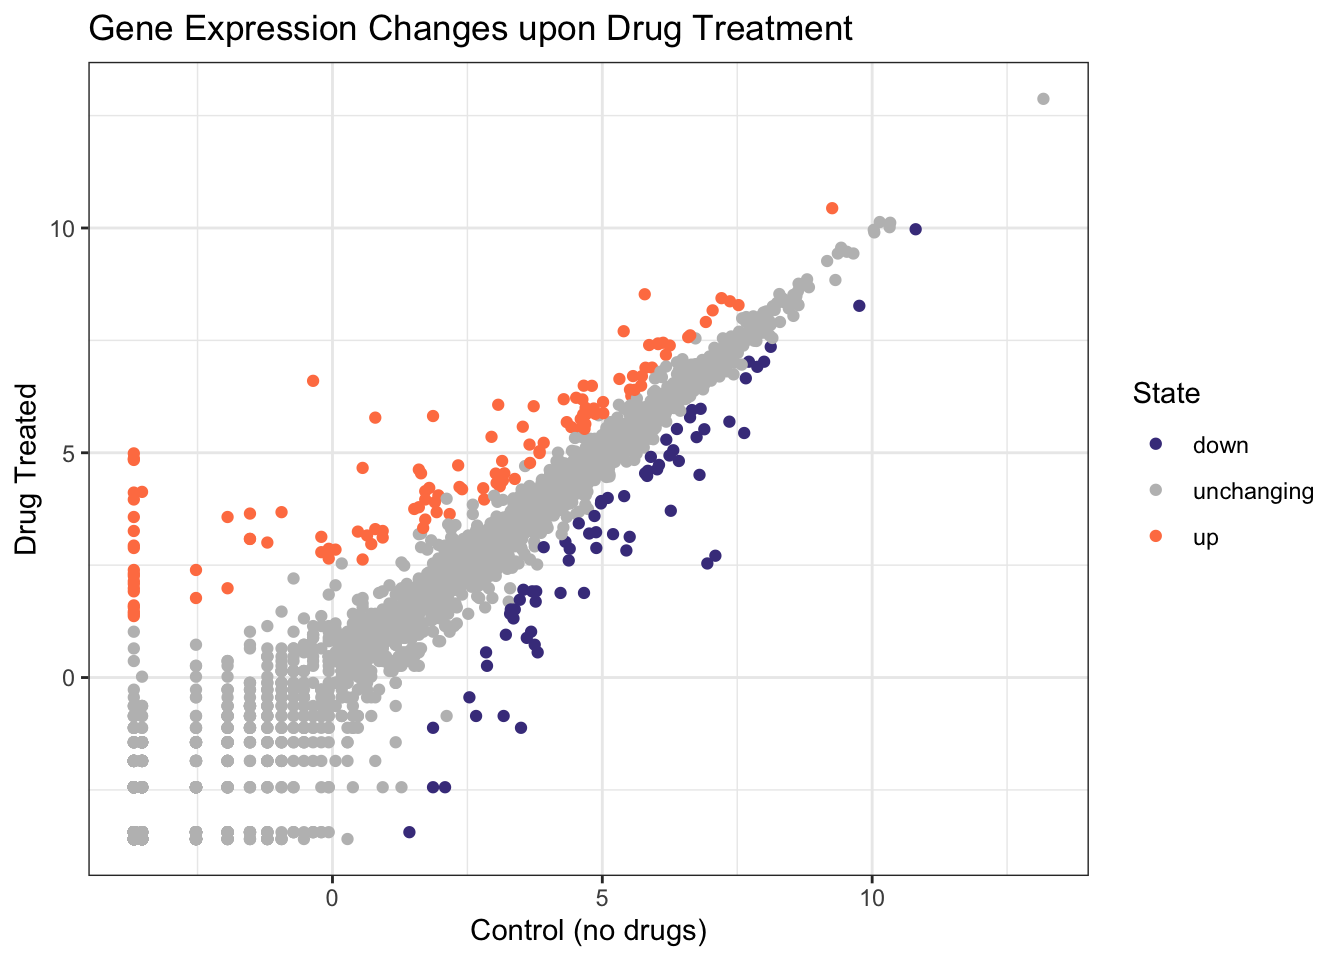 Gene Expression Changes upon Drug Treatment
Drug Treated
10
5
0
0 5 10
Control (no drugs)
State
down
unchanging
up